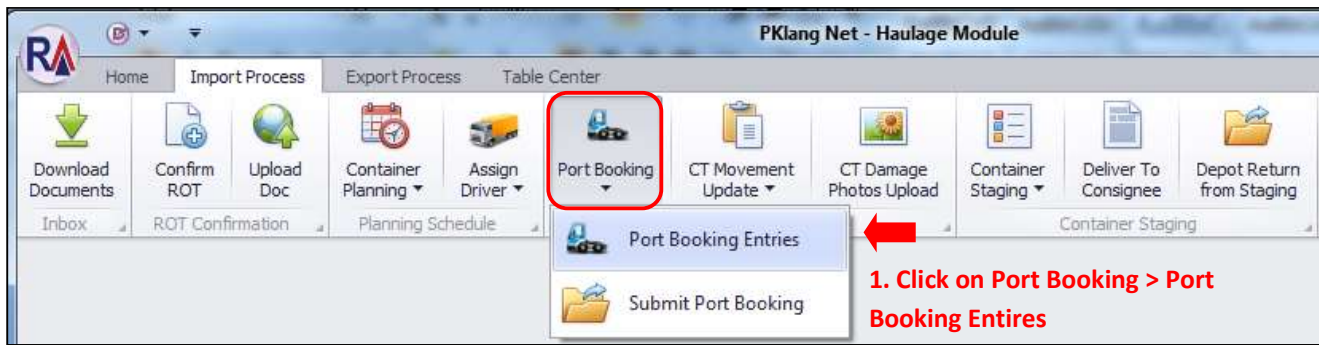 PKlang Net - Haulage Module
RA
Home Import Process Export Process Table Center
Download Documents
Confirm ROT
Upload Doc
Container Planning
Assign Driver
Port Booking
CT Movement Update
CT Damage Photos Upload
Container Staging
Deliver To Consignee
Depot Return from Staging
Inbox ROT Confirmation Planning Schedule Container Staging
Port Booking Entries
Submit Port Booking
1. Click on Port Booking > Port
Booking Entires